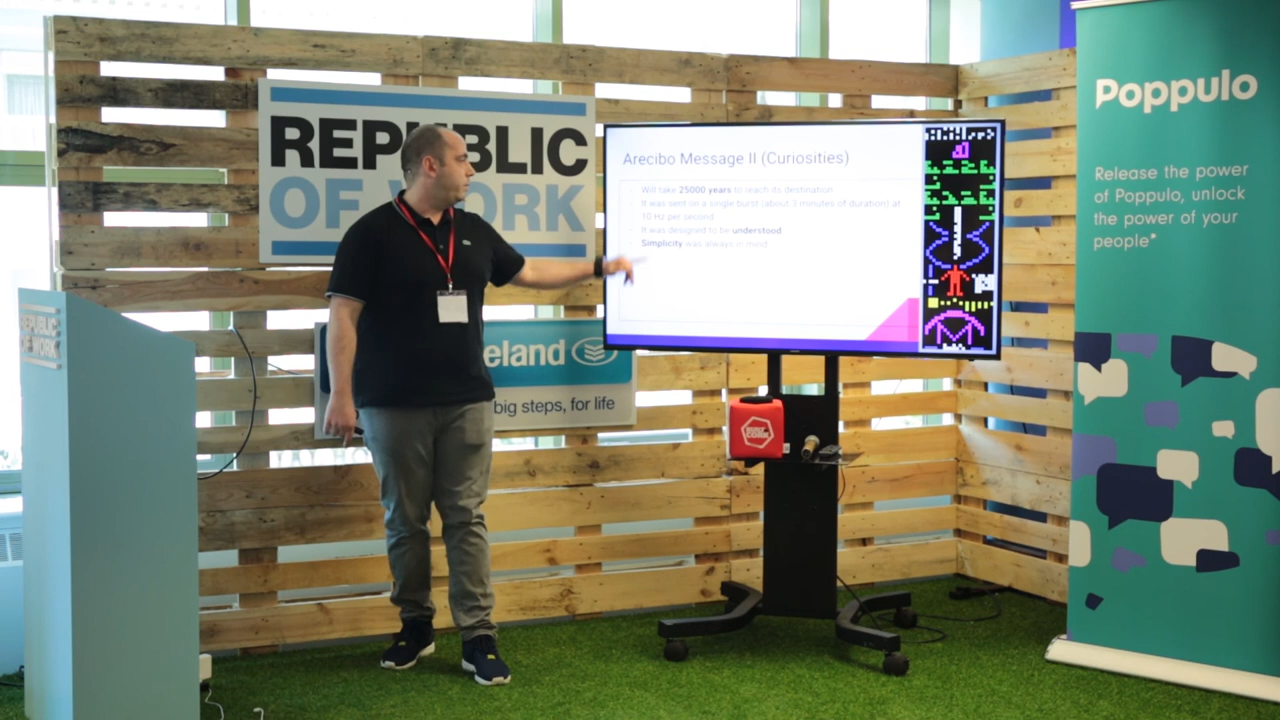 REPUBLIC
OF WORK
Arecibo Message II (Curiosities)
Will take 25000 years to reach its destination
It was sent on a single burst (about 3 minutes of duration) at
10 Hz per second
It was designed to be understood
Simplicity was always in mind
Poppulo
Release the power
of Poppulo, unlock
the power of your
people*
REPUBLIC
OF WORK
eland
big steps, for life
BUILT
CORK